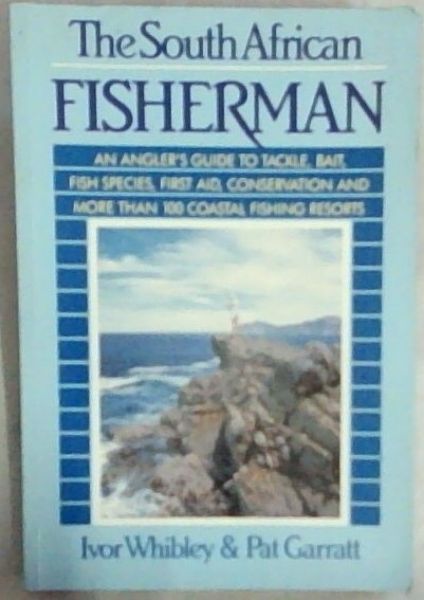 The South African
FISHERMAN
AN ANGLER'S GUIDE TO TACKLE, BAIT,
FISH SPECIES, FIRST AID, CONSERVATION AND
MORE THAN 100 COASTAL FISHING RESORTS
Ivor Whibley & Pat Garratt